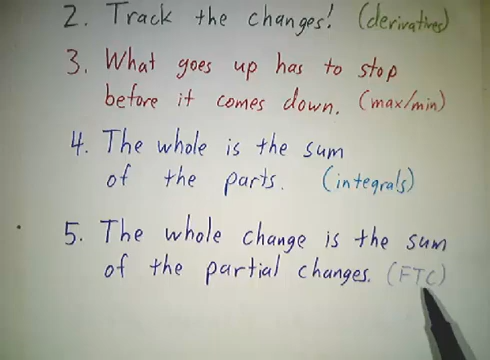 2. Track the changes! (derivatives)
3. What goes up has to stop
before it comes down. (max/min)
4. The whole is the sum
of the parts. (integrals)
5. The whole change is the sum
of the partial changes. (FTC)